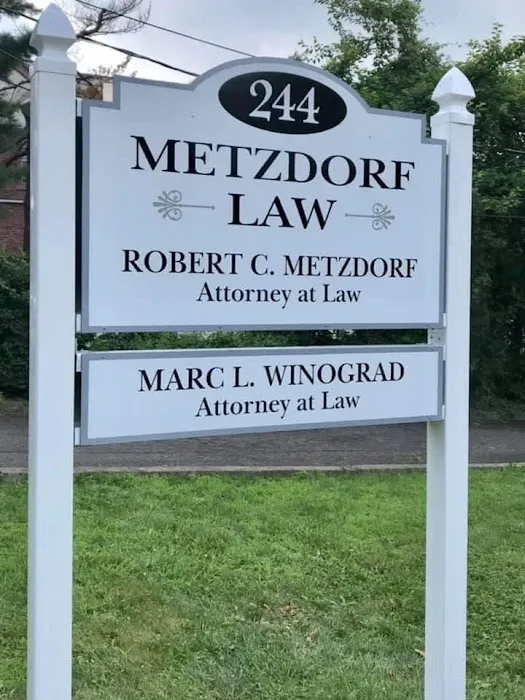 244
METZDORF
LAW
ROBERT C. METZDORF
Attorney at Law
MARC L. WINOGRAD
Attorney at Law